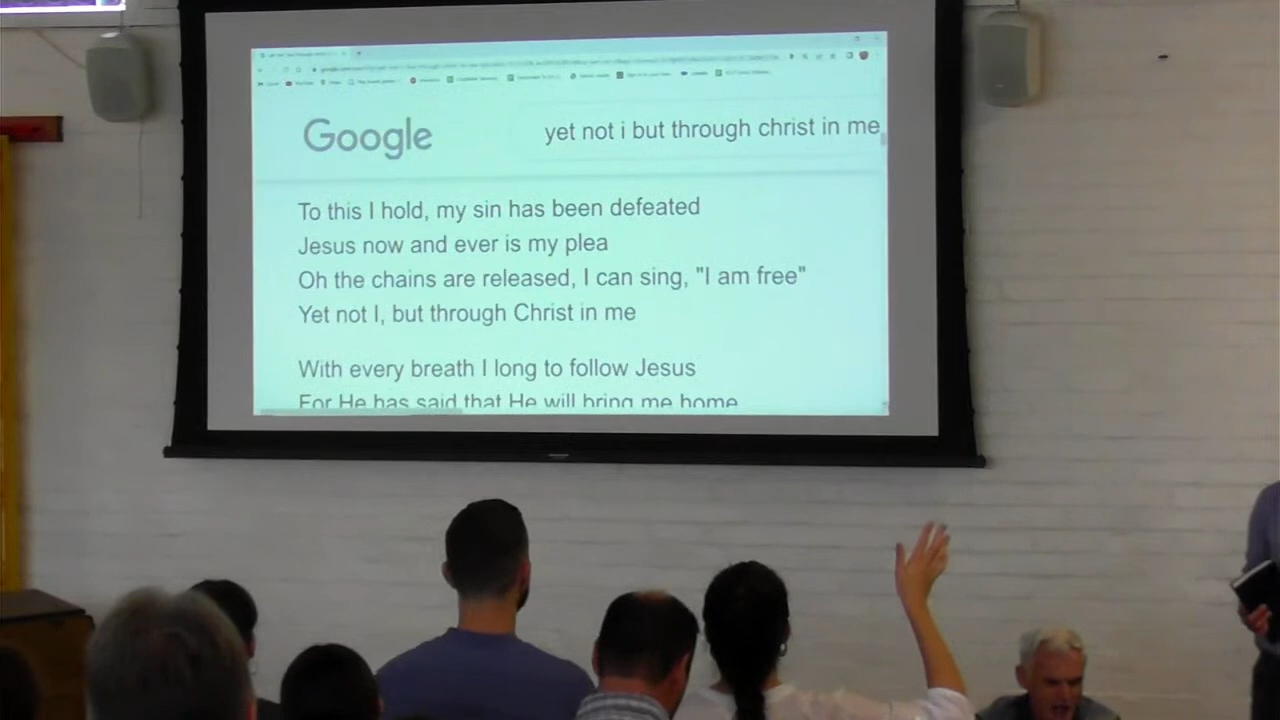 Google
yet not i but through christ in me
To this I hold, my sin has been defeated
Jesus now and ever is my plea
Oh the chains are released, I can sing, "I am free"
Yet not I, but through Christ in me
With every breath I long to follow Jesus
For He has said that He will bring me home